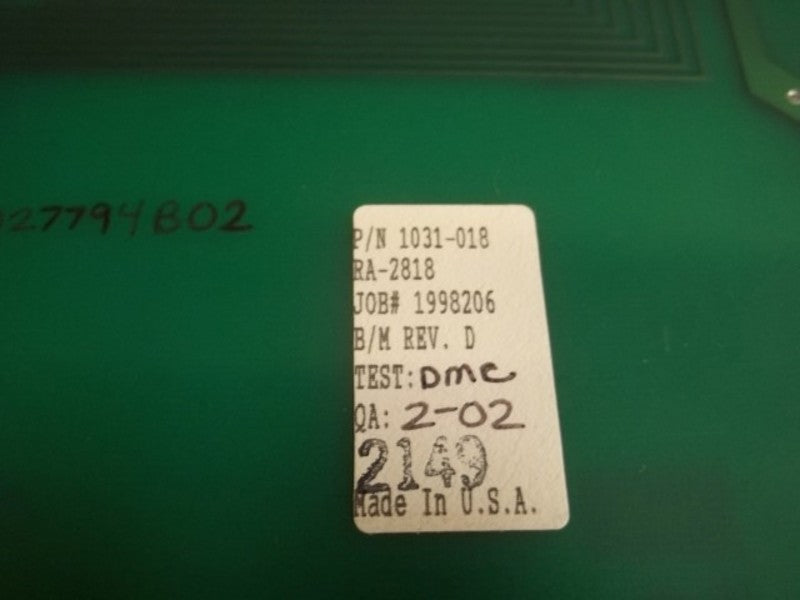 027794B02
P/N 1031-018
RA-2818
JOB# 1998206
B/M REV. D
TEST: DMC
QA: 2-02
2149
Made In U.S.A.